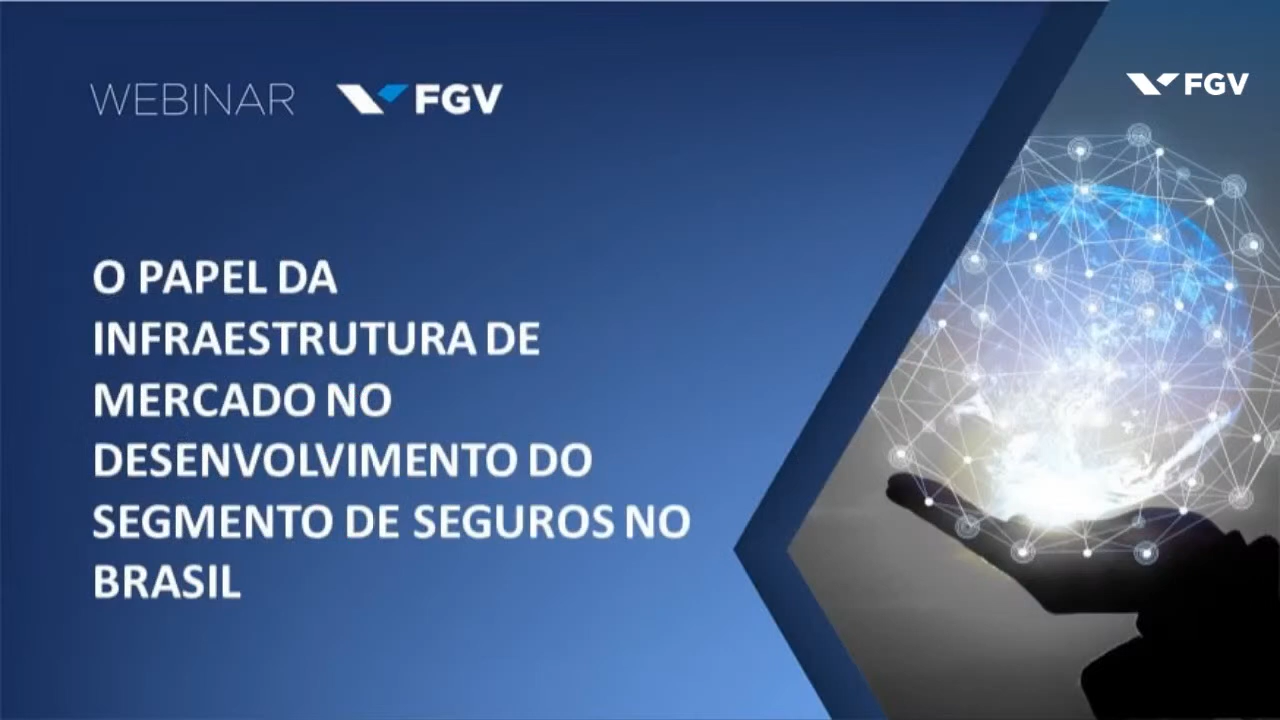 WEBINAR FGV
FGV
O PAPEL DA
INFRAESTRUTURA DE
MERCADO NO
DESENVOLVIMENTO DO
SEGMENTO DE SEGUROS NO
BRASIL